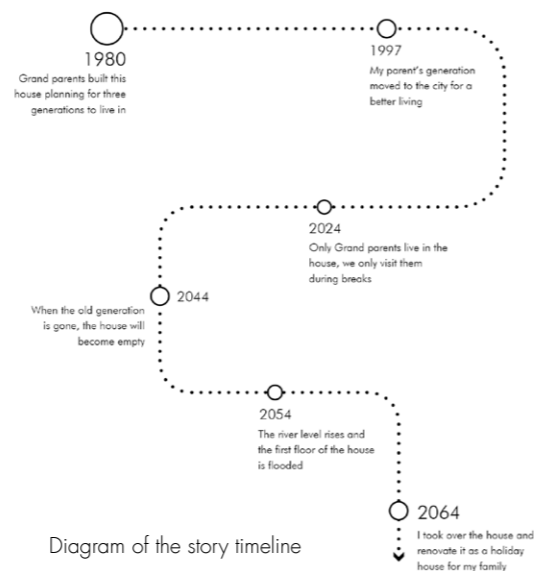 1980
Grand parents built this
house planning for three
generations to live in
1997
My parent's generation
moved to the city for a
better living
2024
Only Grand parents live in the
house, we only visit them
during breaks
2044
When the old generation
is gone, the house will
become empty
2054
The river level rises and
the first floor of the house
is flooded
2064
I took over the house and
renovate it as a holiday
house for my family
Diagram of the story timeline